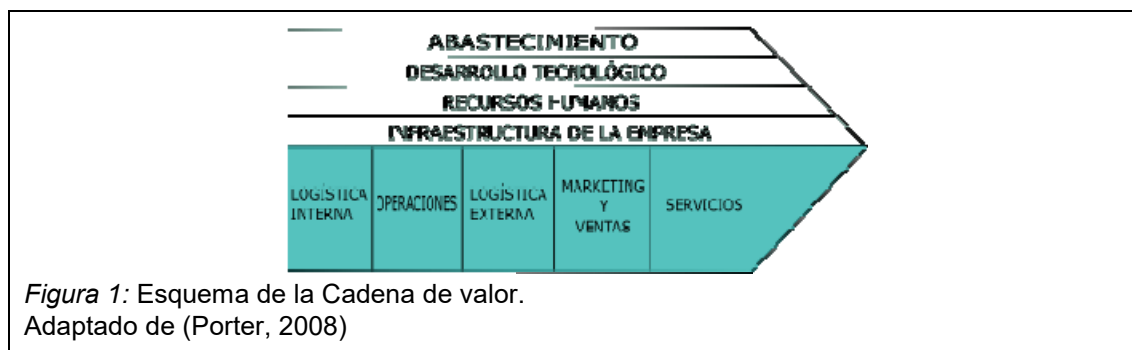 ABASTECIMIENTO
DESARROLLO TECNOLÓGICO
RECURSOS HUMANOS
INFRAESTRUCTURA DE LA EMPRESA
LOGÍSTICA
INTERNA
OPERACIONES
LOGÍSTICA
EXTERNA
MARKETING
Y
VENTAS
SERVICIOS
Figura 1: Esquema de la Cadena de valor.
Adaptado de (Porter, 2008)